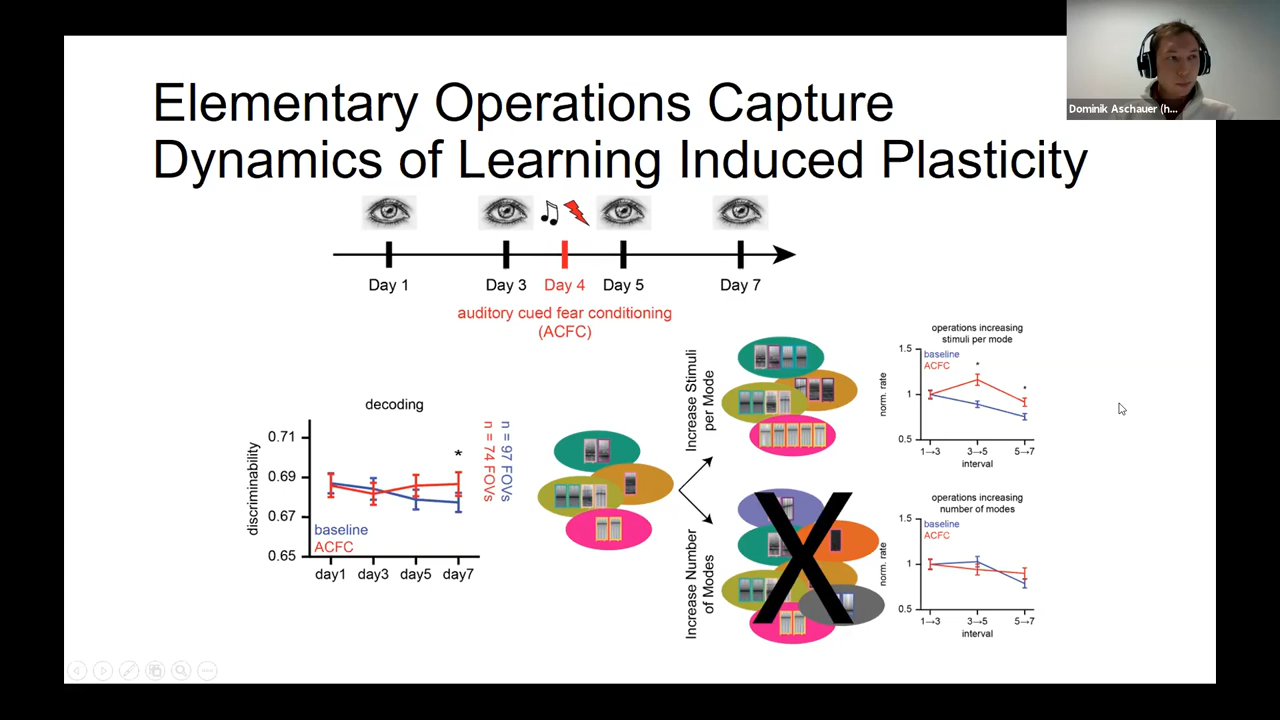 Dominik Aschauer (h...
Elementary Operations Capture
Dynamics of Learning Induced Plasticity
Day 1
Day 3
Day 4
Day 5
Day 7
auditory cued fear conditioning
(ACFC)
decoding
discriminability
0.71
0.69
0.67
0.65
*
baseline
ACFC
day1
day3
day5
day7
n = 97 FOVs
n = 74 FOVs
Increase Stimuli
per Mode
Increase Number
of Modes
X
operations increasing
stimuli per mode
norm. rate
1.5
1
0.5
baseline
ACFC
*
*
1→3
3→5
5→7
interval
operations increasing
number of modes
norm. rate
1.5
1
0.5
baseline
ACFC
1→3
3→5
5→7
interval